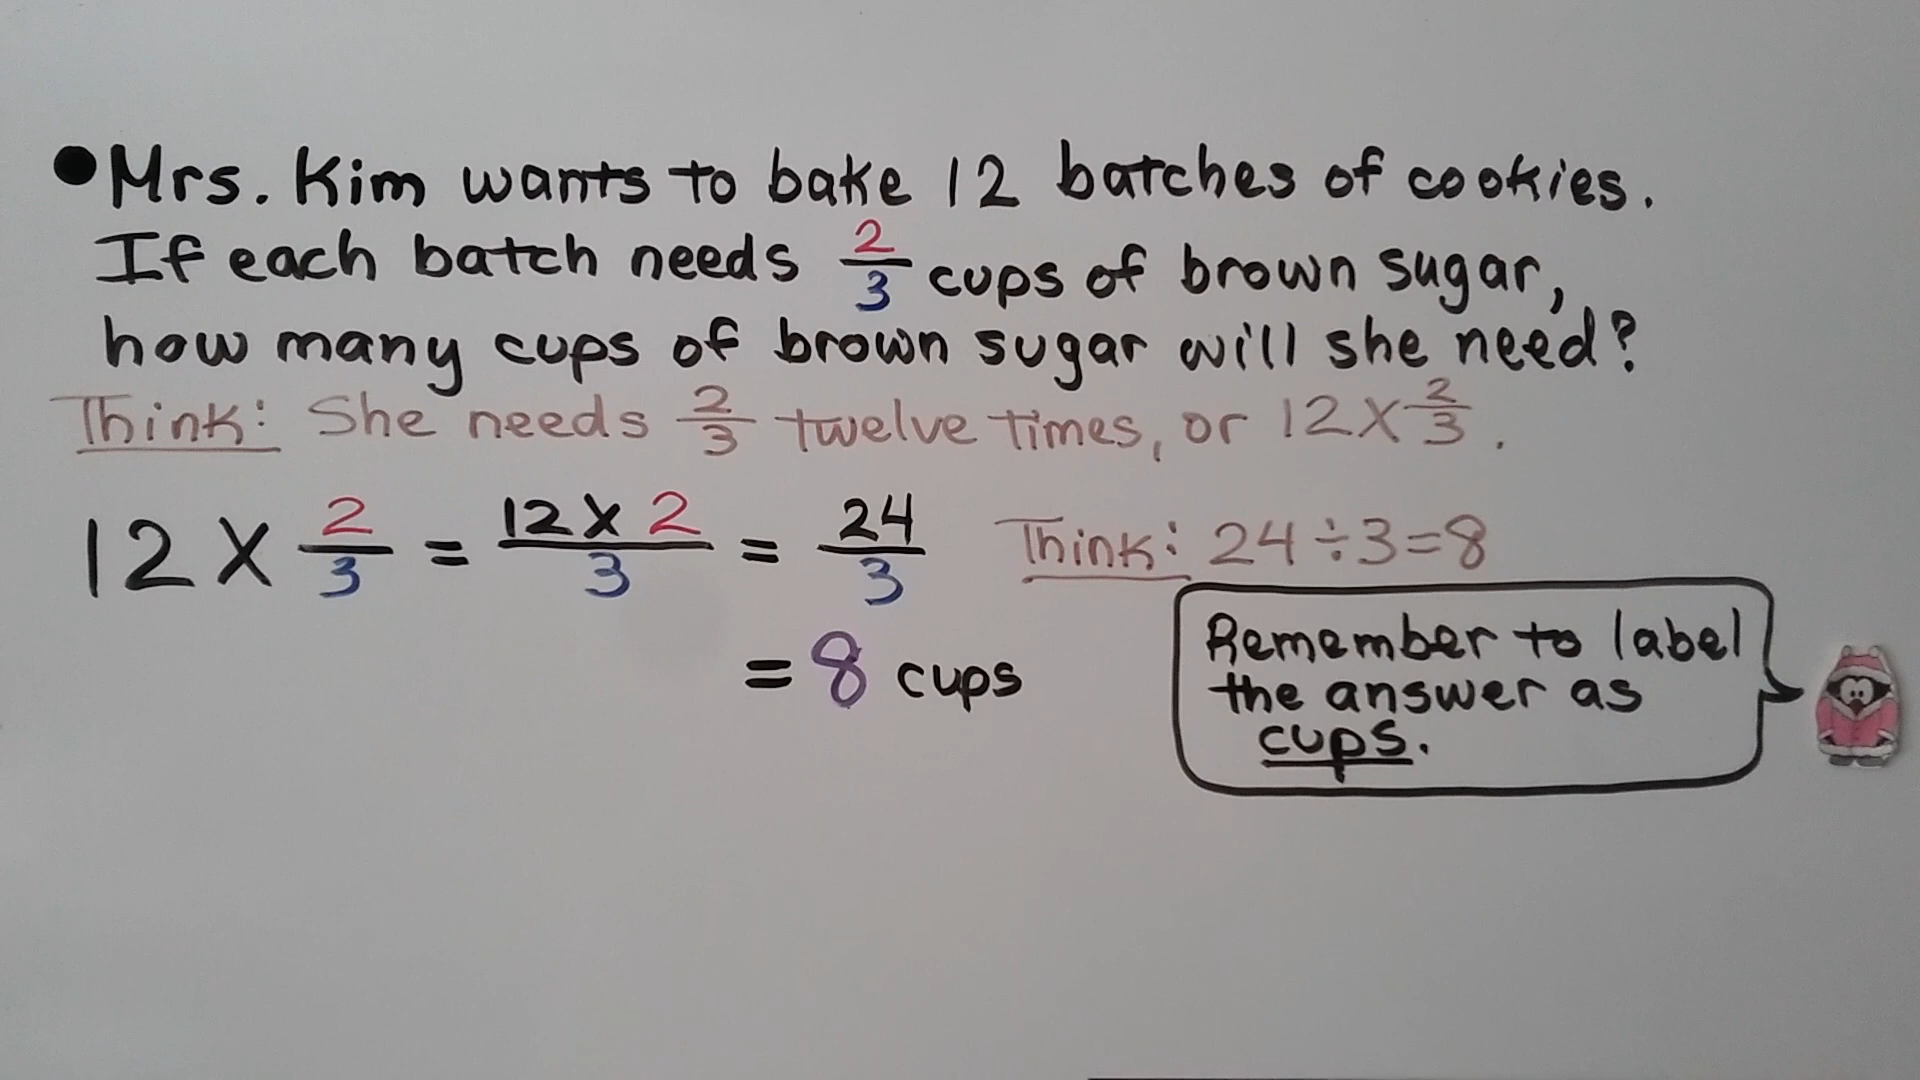 •Mrs. Kim wants to bake 12 batches of cookies.
If each batch needs 2/3 cups of brown sugar,
how many cups of brown sugar will she need?
Think: She needs 2/3 twelve times, or 12 X 2/3.
12 X 2/3 = 12 X 2/3 = 24/3 Think: 24 ÷ 3 = 8
= 8 cups
Remember to label
the answer as
cups.